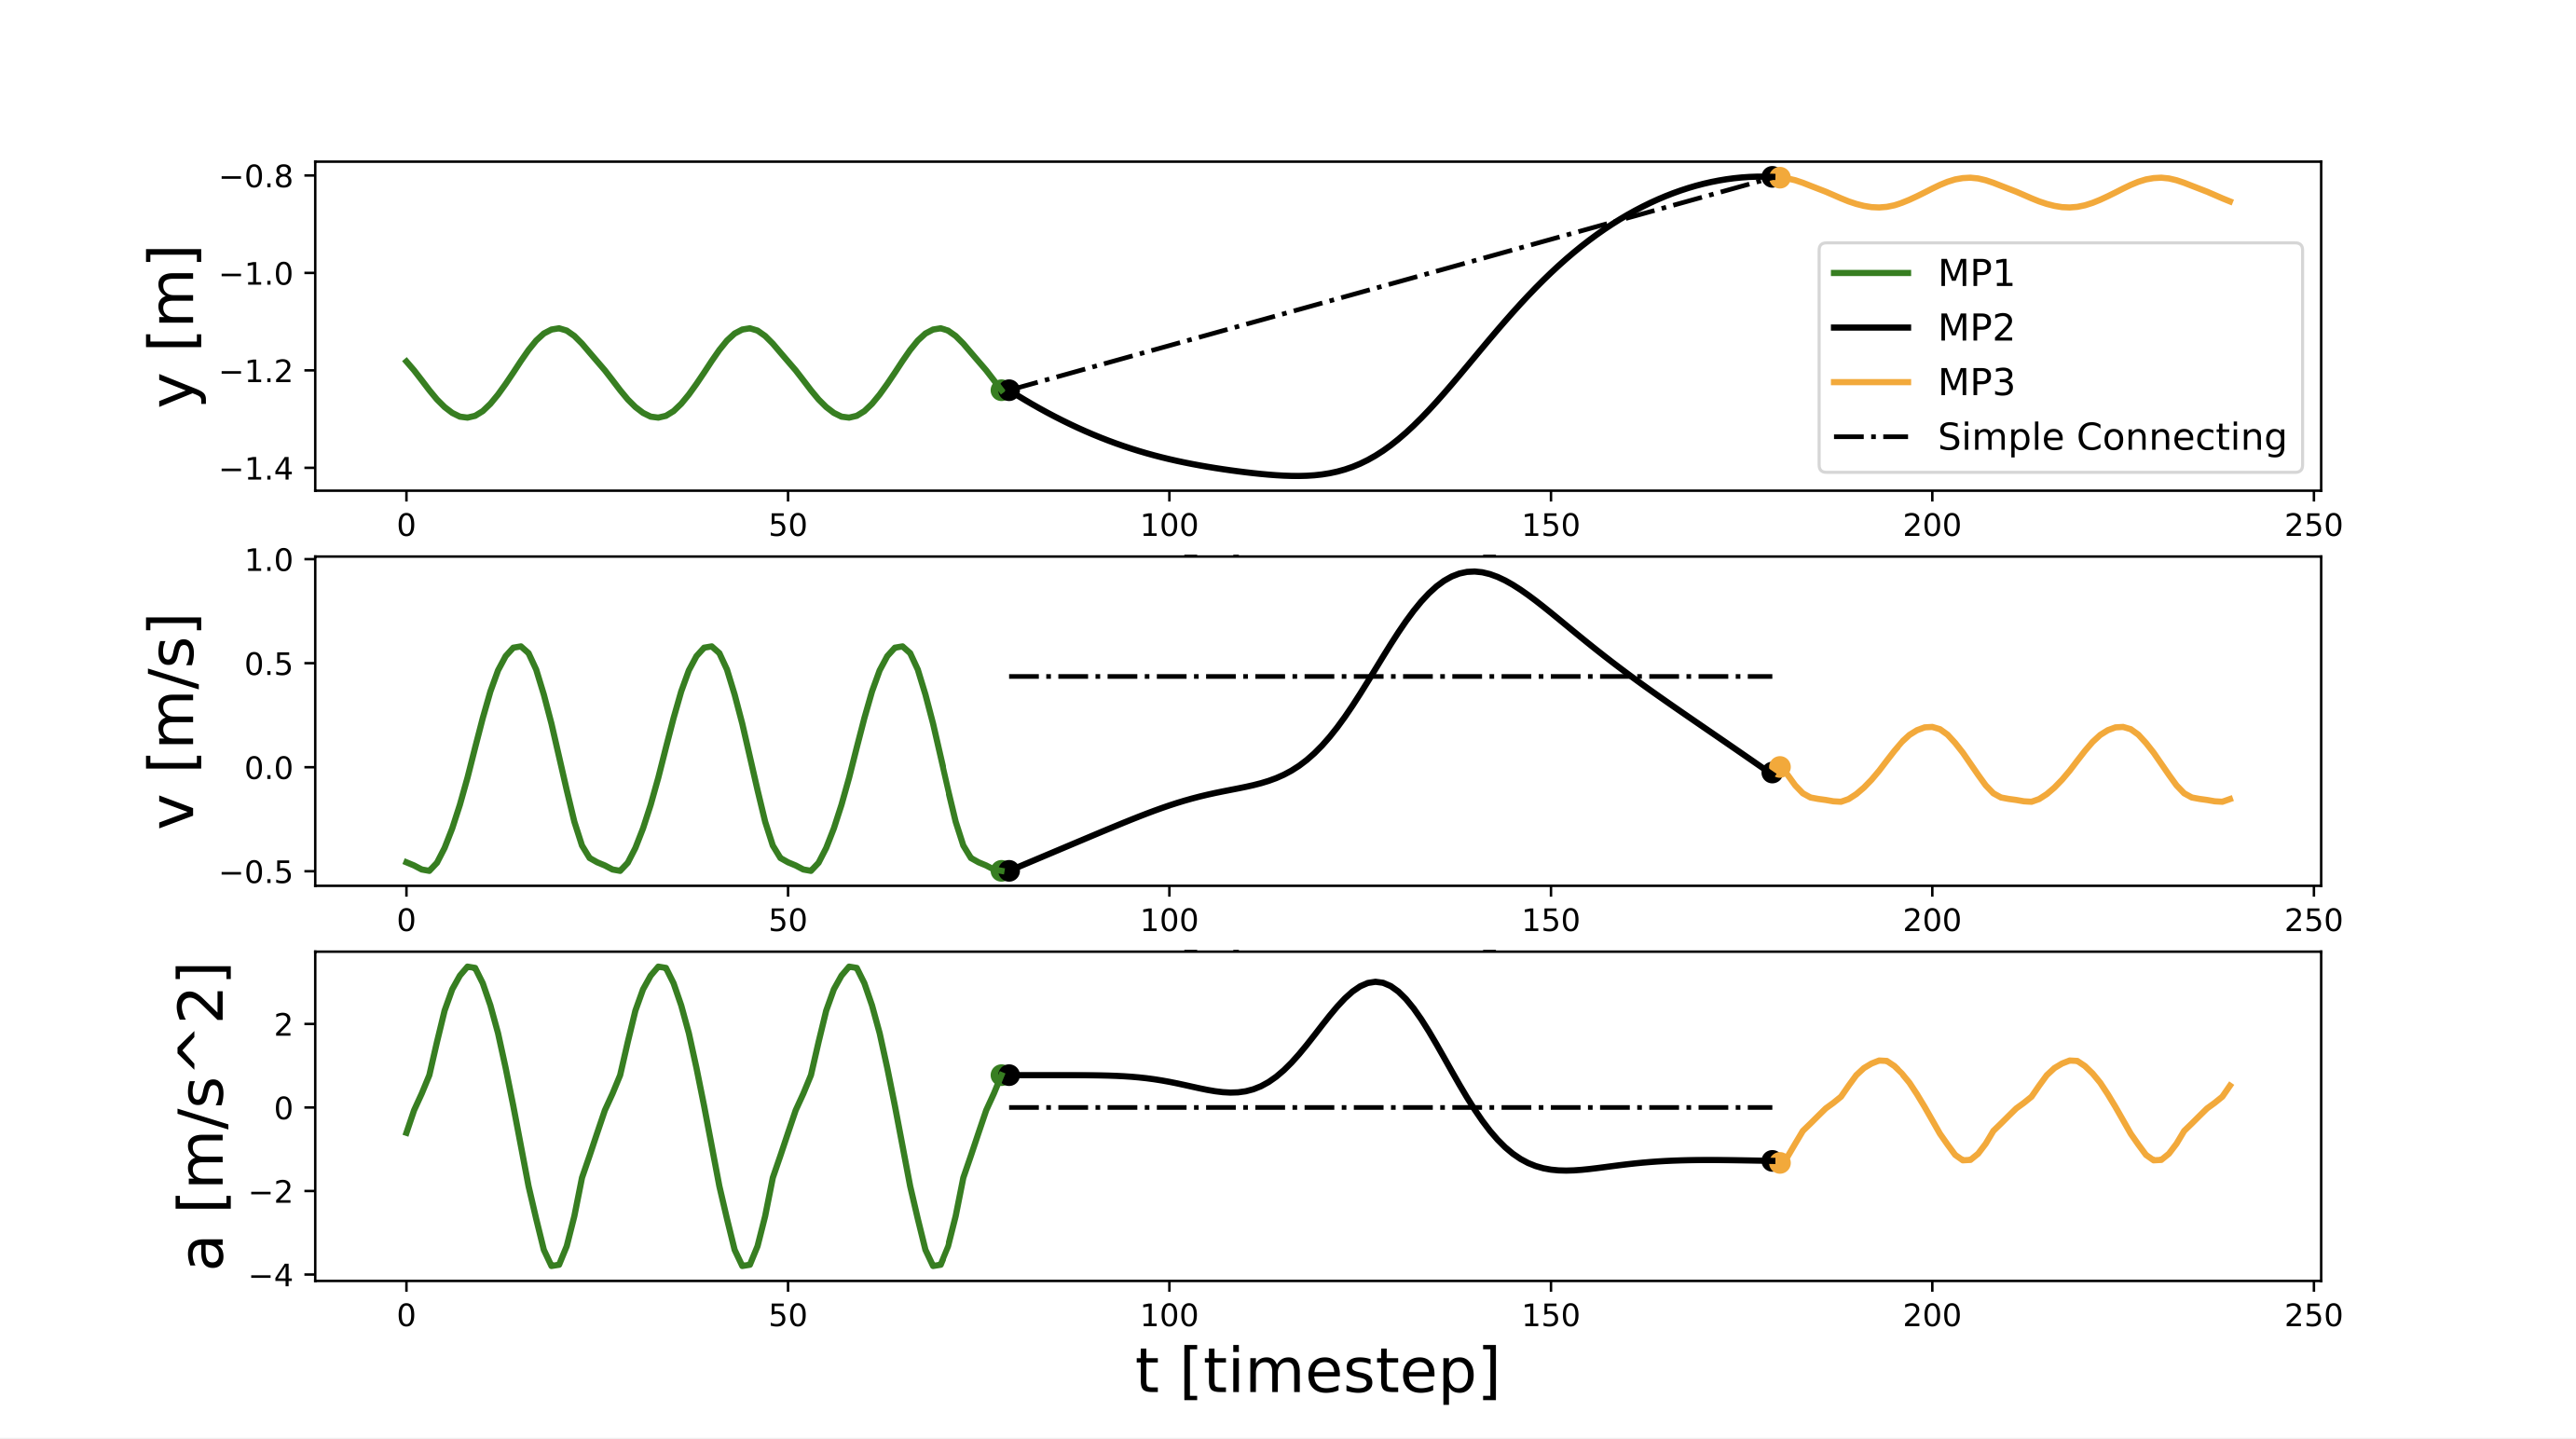 y [m]
−0.8
−1.0
−1.2
−1.4
0 50 100 150 200 250
MP1
MP2
MP3
Simple Connecting
v [m/s]
1.0
0.5
0.0
−0.5
0 50 100 150 200 250
a [m/s^2]
2
0
−2
−4
0 50 100 150 200 250
t [timestep]